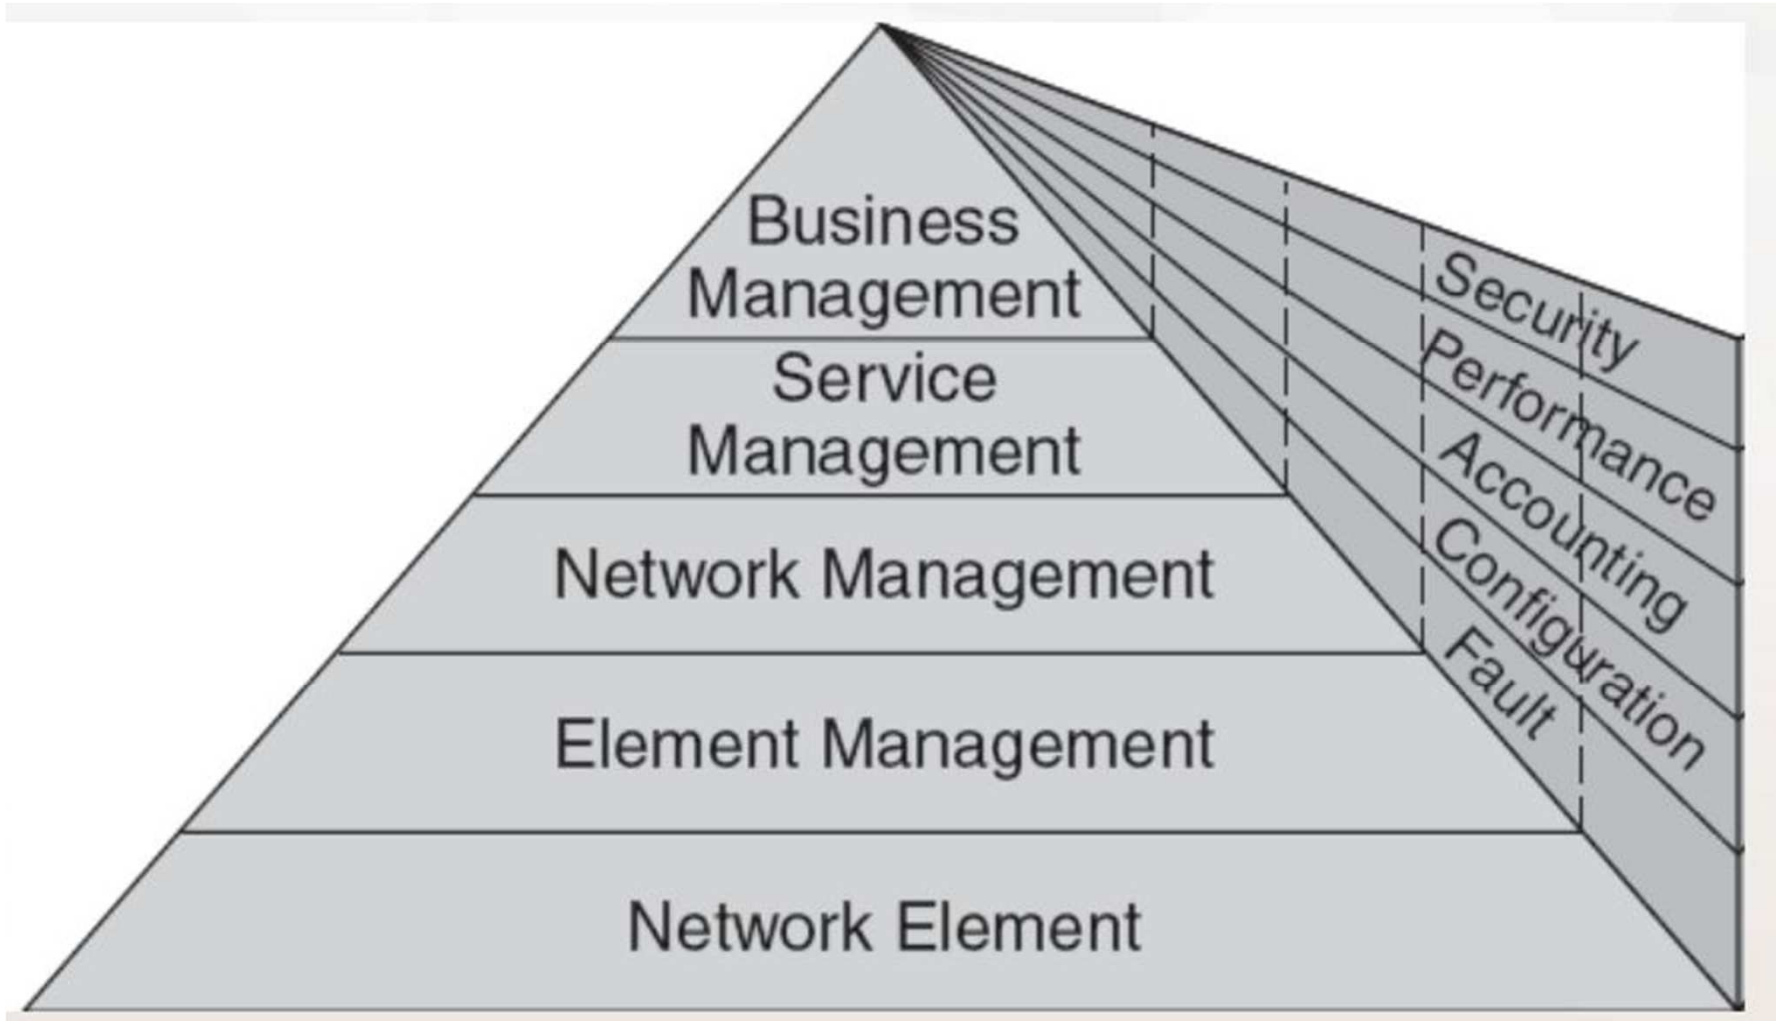 Business
Management
Service
Management
Network Management
Element Management
Network Element
Security
Performance
Accounting
Configuration
Fault